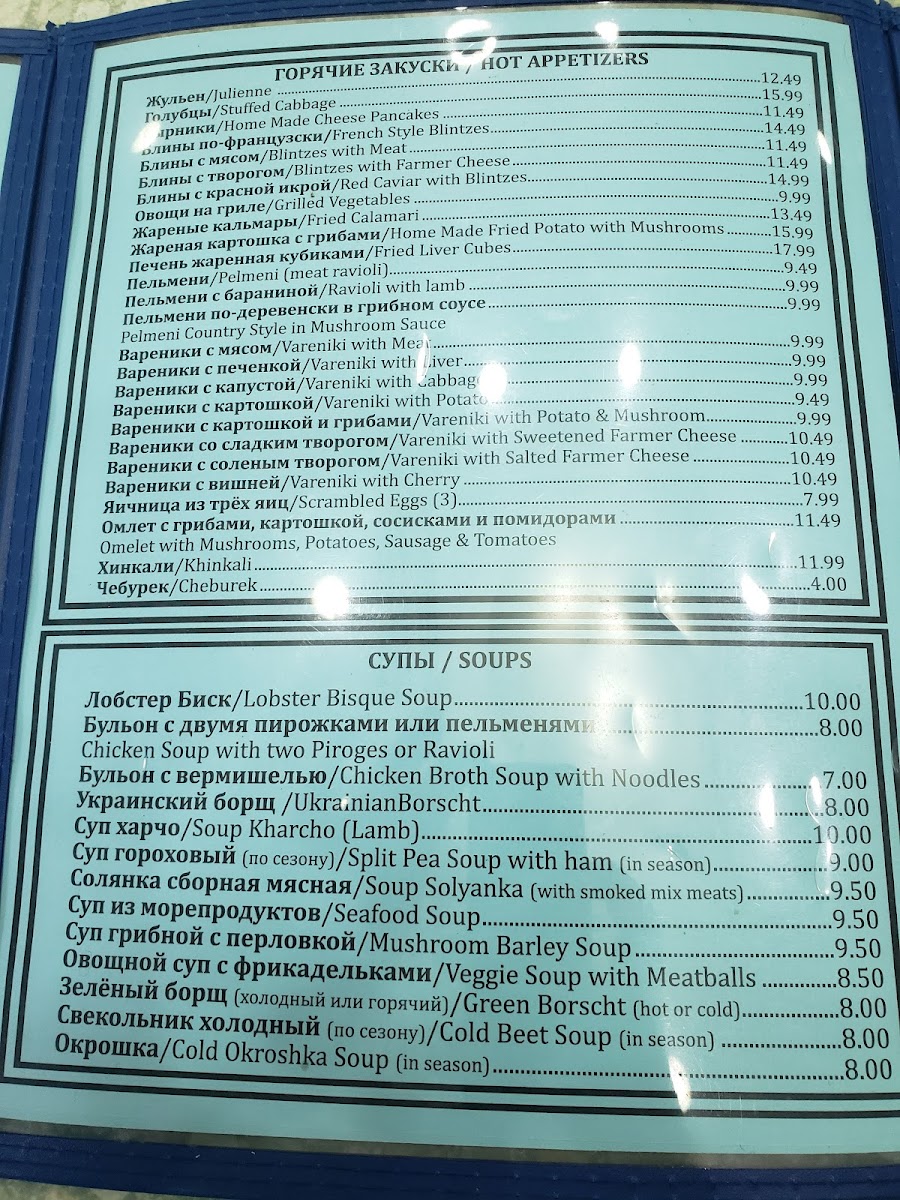 ГОРЯЧИЕ ЗАКУСКИ / HOT APPETIZERS
Жульен/Julienne ........ 12.49
Голубцы/Stuffed Cabbage ........ 15.99
Сырники/Home Made Cheese Pancakes ........ 11.49
Блины по-французски/French Style Blintzes ........ 14.49
Блины с мясом/Blintzes with Meat ........ 11.49
Блины с творогом/Blintzes with Farmer Cheese ........ 11.49
Блины с красной икрой/Red Caviar with Blintzes ........ 14.99
Овощи на гриле/Grilled Vegetables ........ 9.99
Жареные кальмары/Fried Calamari ........ 13.49
Жареная картошка с грибами/Home Made Fried Potato with Mushrooms ........ 15.99
Печень жаренная кубиками/Fried Liver Cubes ........ 17.99
Пельмени/Pelmeni (meat ravioli) ........ 9.49
Пельмени с бараниной/Ravioli with lamb ........ 9.99
Пельмени по-деревенски в грибном соусе ........ 9.99
Pelmeni Country Style in Mushroom Sauce
Вареники с мясом/Vareniki with Meat ........ 9.99
Вареники с печенкой/Vareniki with Liver ........ 9.99
Вареники с капустой/Vareniki with Cabbage ........ 9.99
Вареники с картошкой/Vareniki with Potato ........ 9.49
Вареники с картошкой и грибами/Vareniki with Potato & Mushroom ........ 9.99
Вареники со сладким творогом/Vareniki with Sweetened Farmer Cheese ........ 10.49
Вареники с соленым творогом/Vareniki with Salted Farmer Cheese ........ 10.49
Вареники с вишней/Vareniki with Cherry ........ 10.49
Яичница из трёх яиц/Scrambled Eggs (3) ........ 7.99
Омлет с грибами, картошкой, сосисками и помидорами ........ 11.49
Omelet with Mushrooms, Potatoes, Sausage & Tomatoes
Хинкали/Khinkali ........ 11.99
Чебурек/Cheburek ........ 4.00
СУПЫ / SOUPS
Лобстер Биск/Lobster Bisque Soup ........ 10.00
Бульон с двумя пирожками или пельменями ........ 8.00
Chicken Soup with two Piroges or Ravioli
Бульон с вермишелью/Chicken Broth Soup with Noodles ........ 7.00
Украинский борщ /UkrainianBorscht ........ 8.00
Суп харчо/Soup Kharcho (Lamb) ........ 10.00
Суп гороховый (по сезону)/Split Pea Soup with ham (in season) ........ 9.00
Солянка сборная мясная/Soup Solyanka (with smoked mix meats) ........ 9.50
Суп из морепродуктов/Seafood Soup ........ 9.50
Суп грибной с перловкой/Mushroom Barley Soup ........ 9.50
Овощной суп с фрикадельками/Veggie Soup with Meatballs ........ 8.50
Зелёный борщ (холодный или горячий)/Green Borscht (hot or cold) ........ 8.00
Свекольник холодный (по сезону)/Cold Beet Soup (in season) ........ 8.00
Окрошка/Cold Okroshka Soup (in season) ........ 8.00